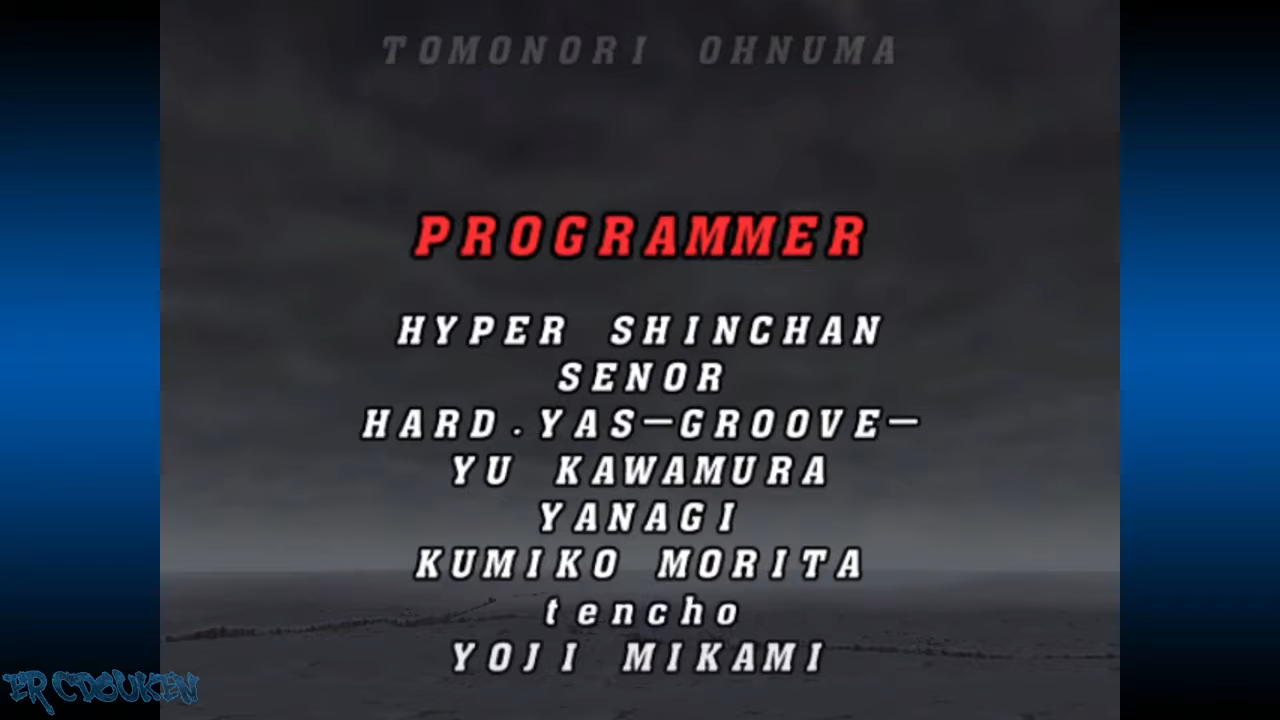 TOMONORI OHNUMA
PROGRAMMER
HYPER SHINCHAN
SENOR
HARD.YAS—GROOVE—
YU KAWAMURA
YANAGI
KUMIKO MORITA
tencho
YOJI MIKAMI